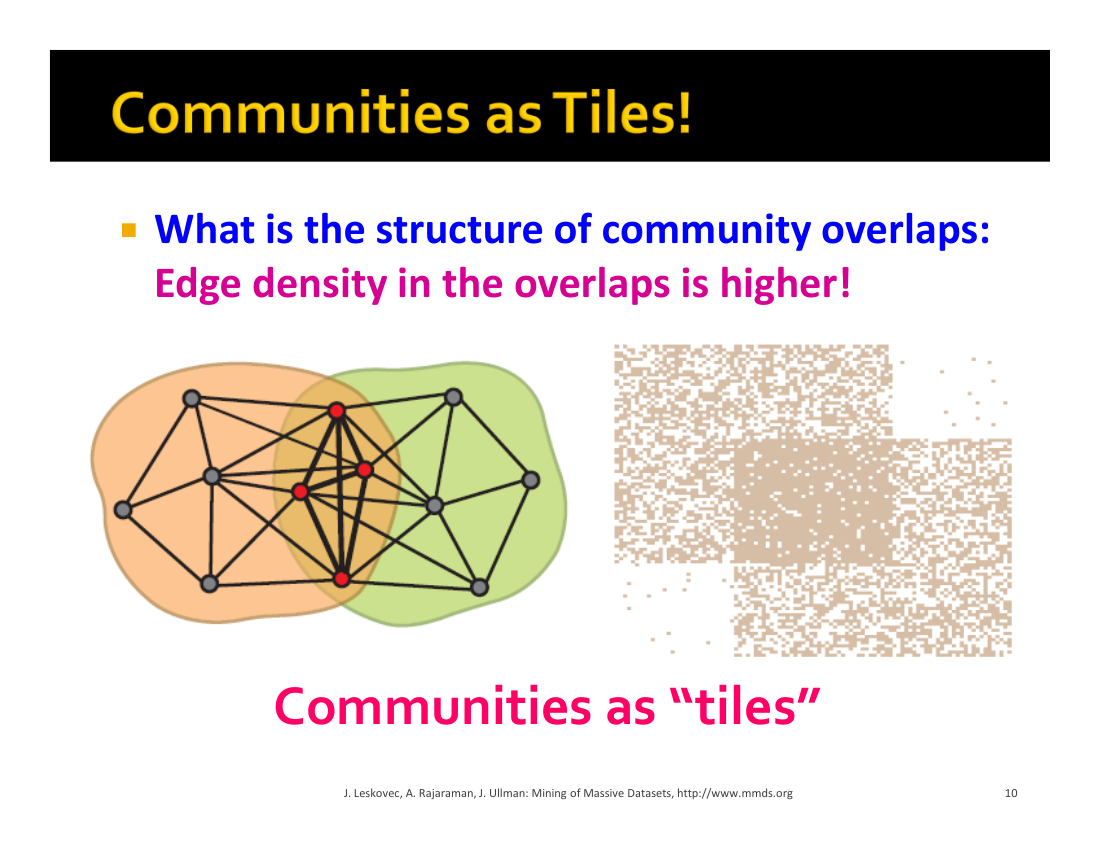 Communities as Tiles!
What is the structure of community overlaps:
Edge density in the overlaps is higher!
Communities as “tiles”
J. Leskovec, A. Rajaraman, J. Ullman: Mining of Massive Datasets, http://www.mmds.org
10